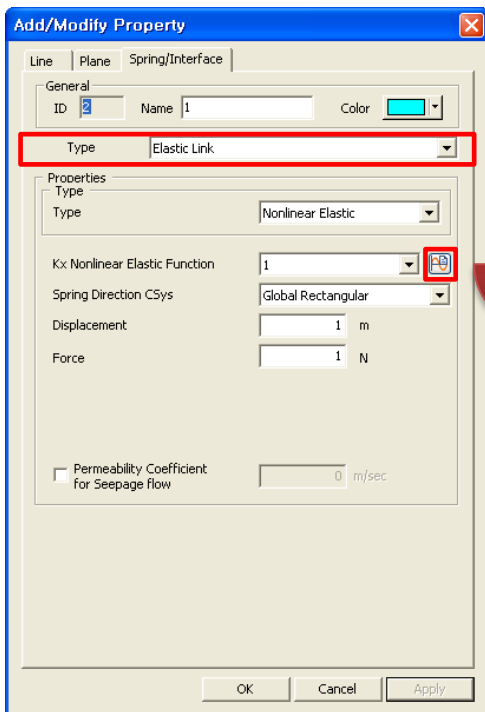 Add/Modify Property
Line Plane Spring/Interface
General
ID 2 Name 1 Color
Type Elastic Link
Properties
Type
Type Nonlinear Elastic
Kx Nonlinear Elastic Function 1
Spring Direction CSys Global Rectangular
Displacement 1 m
Force 1 N
Permeability Coefficient
for Seepage flow 0 m/sec
OK Cancel Apply